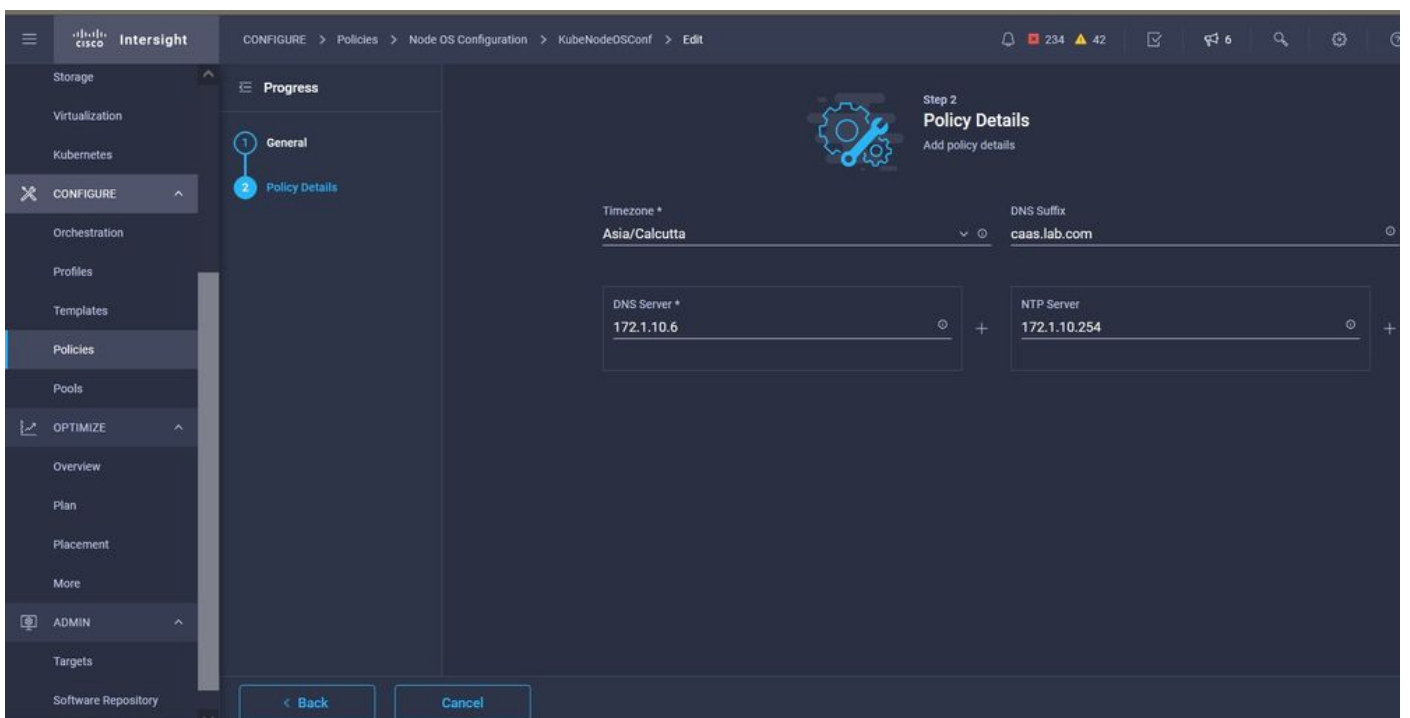 cisco Intersight
CONFIGURE > Policies > Node OS Configuration > KubeNodeOSConf > Edit
234 42 6
Storage
Virtualization
Kubernetes
CONFIGURE
Orchestration
Profiles
Templates
Policies
Pools
OPTIMIZE
Overview
Plan
Placement
More
ADMIN
Targets
Software Repository
Progress
1 General
2 Policy Details
Step 2
Policy Details
Add policy details
Timezone *
Asia/Calcutta
DNS Suffix
caas.lab.com
DNS Server *
172.1.10.6
+
NTP Server
172.1.10.254
+
< Back
Cancel